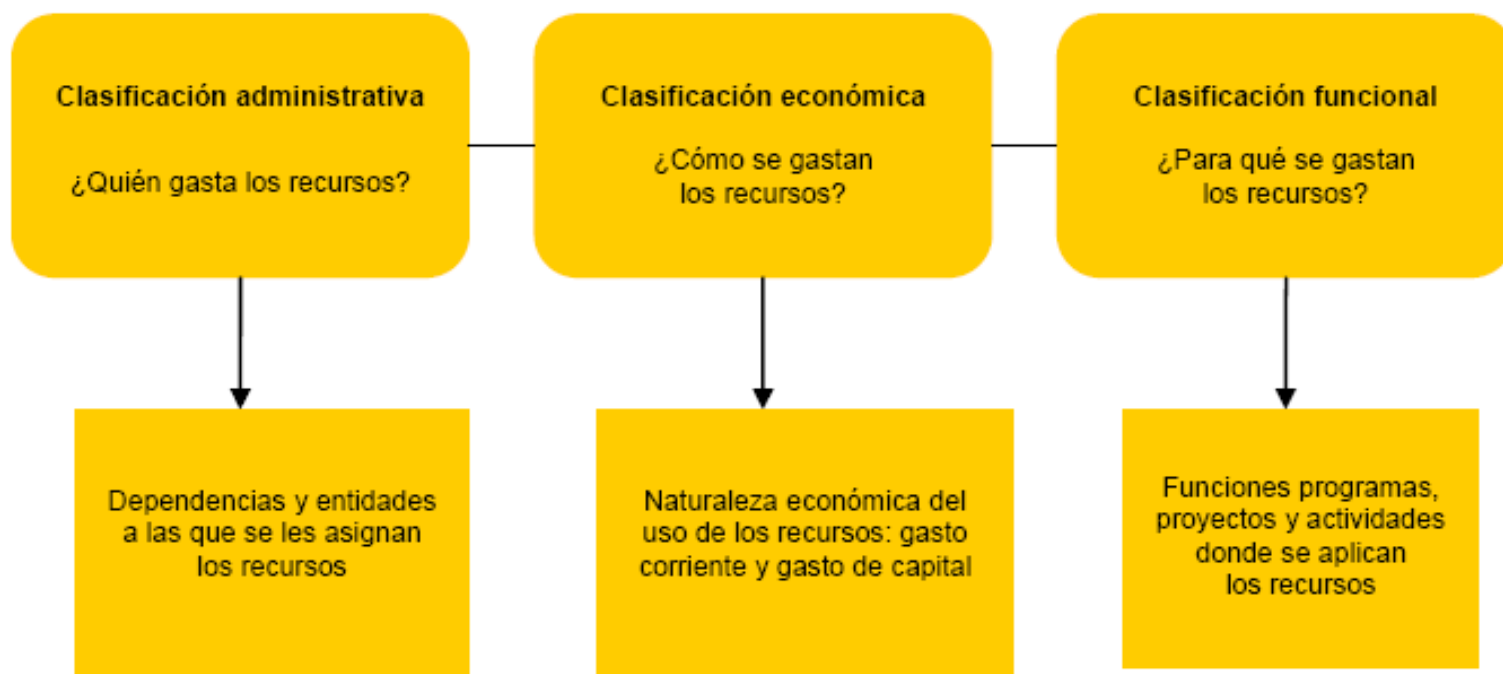 Clasificación administrativa
¿Quién gasta los recursos?
Clasificación económica
¿Cómo se gastan
los recursos?
Clasificación funcional
¿Para qué se gastan
los recursos?
Dependencias y entidades
a las que se les asignan
los recursos
Naturaleza económica del
uso de los recursos: gasto
corriente y gasto de capital
Funciones programas,
proyectos y actividades
donde se aplican
los recursos